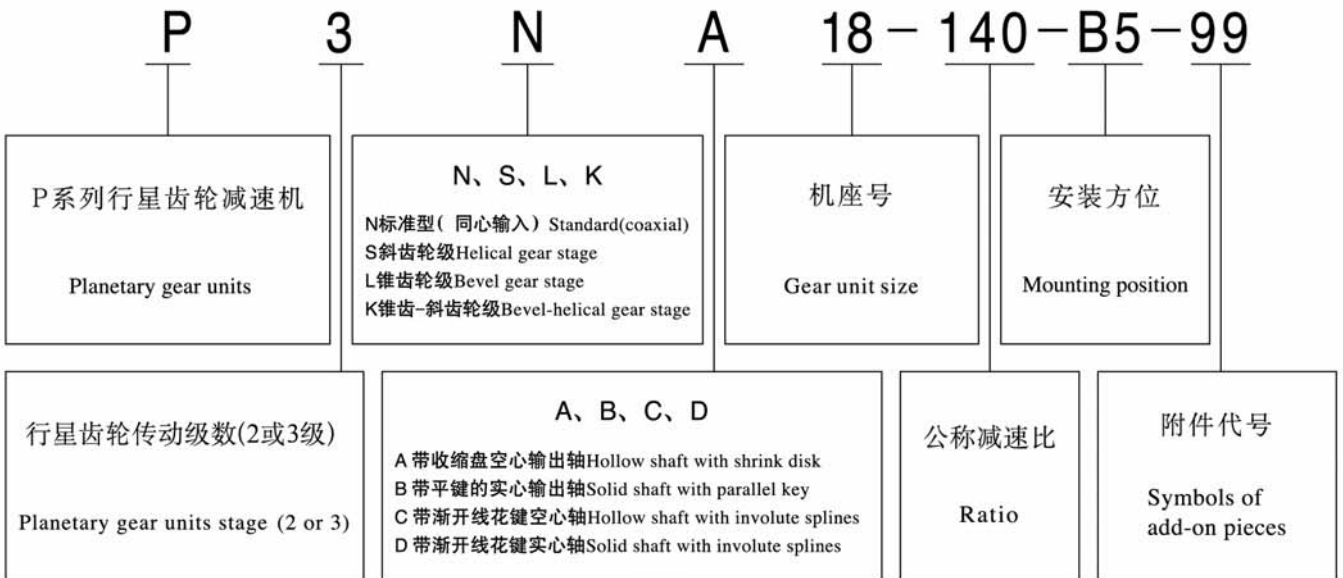 P 3 N A 18-140-B5-99
P系列行星齿轮减速机
Planetary gear units
N、S、L、K
N标准型( 同心输入) Standard(coaxial)
S斜齿轮级Helical gear stage
L锥齿轮级Bevel gear stage
K锥齿-斜齿轮级Bevel-helical gear stage
机座号
Gear unit size
安装方位
Mounting position
行星齿轮传动级数(2或3级)
Planetary gear units stage (2 or 3)
A、B、C、D
A 带收缩盘空心输出轴Hollow shaft with shrink disk
B 带平键的实心输出轴Solid shaft with parallel key
C 带渐开线花键空心轴Hollow shaft with involute splines
D 带渐开线花键实心轴Solid shaft with involute splines
公称减速比
Ratio
附件代号
Symbols of
add-on pieces